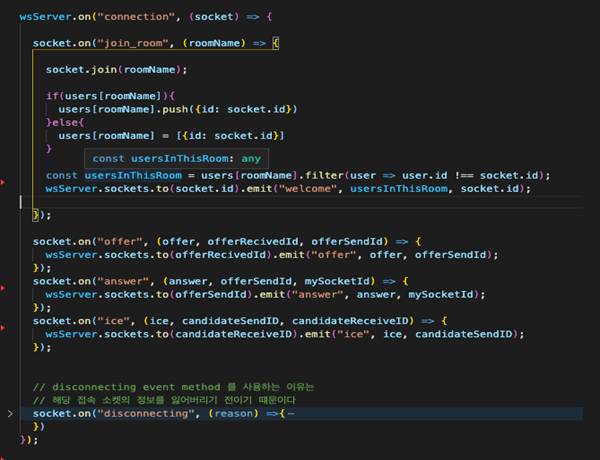 wsServer.on("connection", (socket) => {
socket.on("join_room", (roomName) => {
socket.join(roomName);
if(users[roomName]){
users[roomName].push({id: socket.id})
}else{
users[roomName] = [{id: socket.id}]
}
const usersInThisRoom: any
const usersInThisRoom = users[roomName].filter(user => user.id !== socket.id);
wsServer.sockets.to(socket.id).emit("welcome", usersInThisRoom, socket.id);
});
socket.on("offer", (offer, offerRecivedId, offerSendId) => {
wsServer.sockets.to(offerRecivedId).emit("offer", offer, offerSendId);
});
socket.on("answer", (answer, offerSendId, mySocketId) => {
wsServer.sockets.to(offerSendId).emit("answer", answer, mySocketId);
});
socket.on("ice", (ice, candidateSendID, candidateReceiveID) => {
wsServer.sockets.to(candidateReceiveID).emit("ice", ice, candidateSendID);
});
// disconnecting event method 를 사용하는 이유는
// 해당 접속 소켓의 정보를 잃어버리기 전이기 때문이다
socket.on("disconnecting", (reason) =>{⋯
})
});